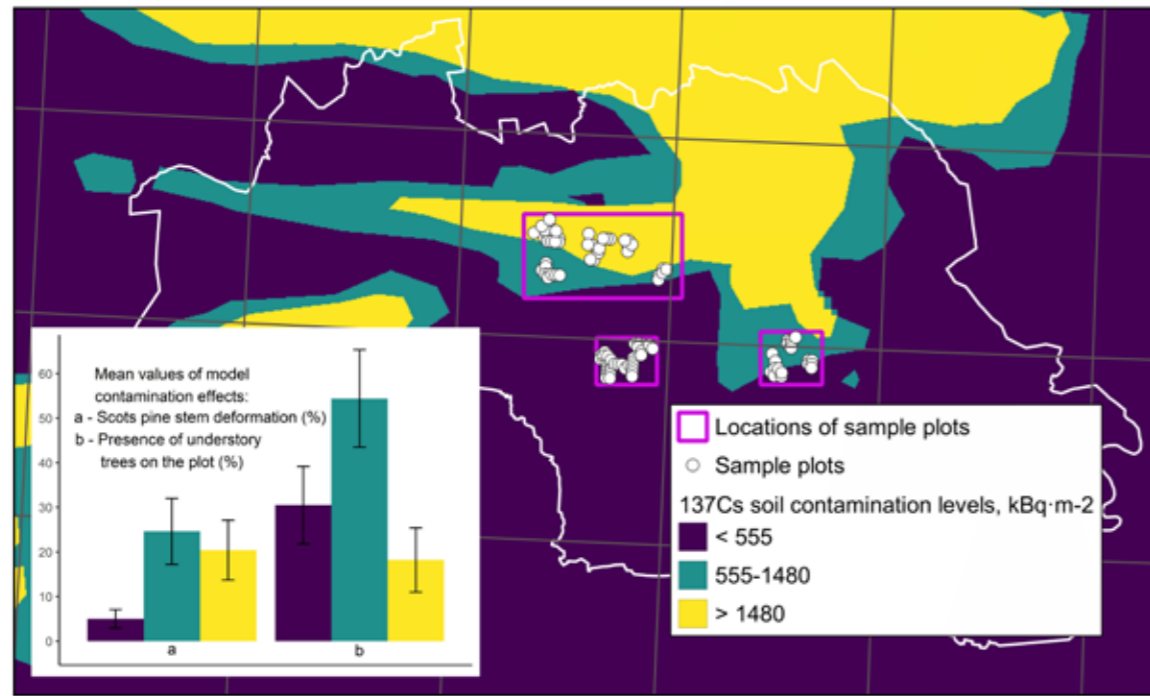 60
50
40
30
20
10
0
Mean values of model
contamination effects:
a - Scots pine stem deformation (%)
b - Presence of understory
trees on the plot (%)
a
b
Locations of sample plots
Sample plots
137Cs soil contamination levels, kBq·m-2
< 555
555-1480
> 1480